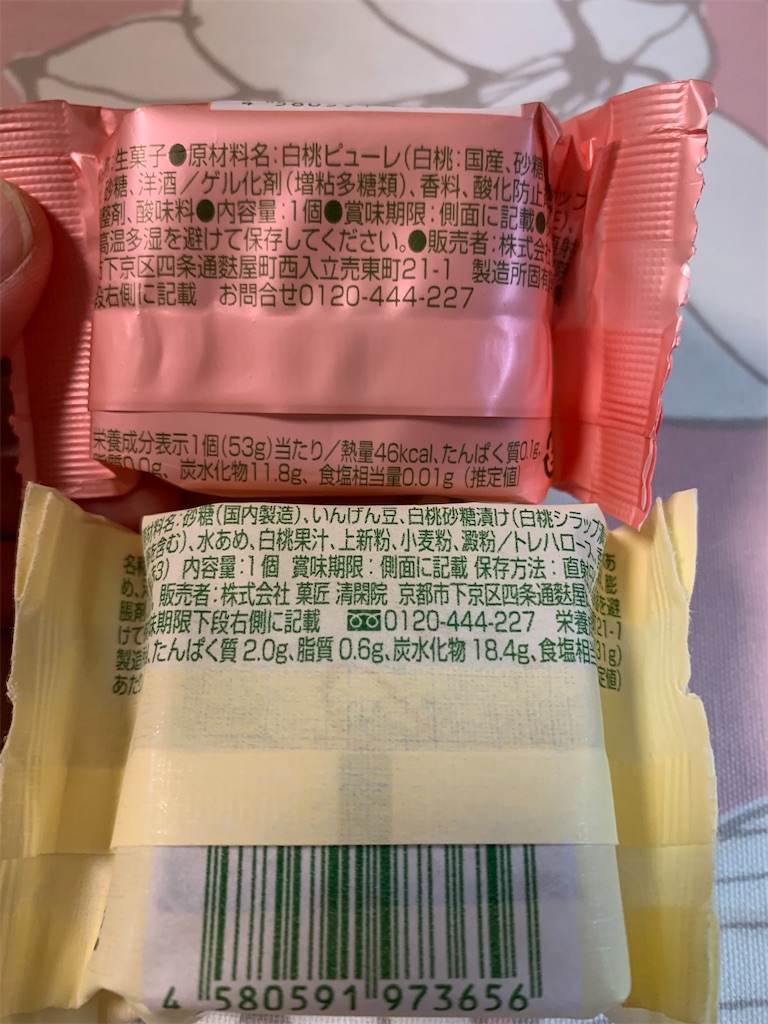 生菓子●原材料名:白桃ピューレ(白桃:国産、砂糖
砂糖、洋酒/ゲル化剤(増粘多糖類)、香料、酸化防止
整剤、酸味料●内容量:1個●賞味期限:側面に記載●
高温多湿を避けて保存してください。●販売者:株式会
下京区四条通麩屋町西入立売東町21-1 製造所固有
段右側に記載 お問合せ0120-444-227
栄養成分表示1個(53g)当たり/熱量46kcal、たんぱく質0.1g、
脂質0.0g、炭水化物11.8g、食塩相当量0.01g(推定値)
材料名:砂糖(国内製造)、いんげん豆、白桃砂糖漬け(白桃シラップ漬
を含む)、水あめ、白桃果汁、上新粉、小麦粉、澱粉/トレハロース、
内容量:1個 賞味期限:側面に記載 保存方法:直射
販売者:株式会社 菓匠 清閑院 京都市下京区四条通麩屋
味期限下段右側に記載 0120-444-227 栄養
、たんぱく質 2.0g、脂質 0.6g、炭水化物 18.4g、食塩相当
4 580591 973656